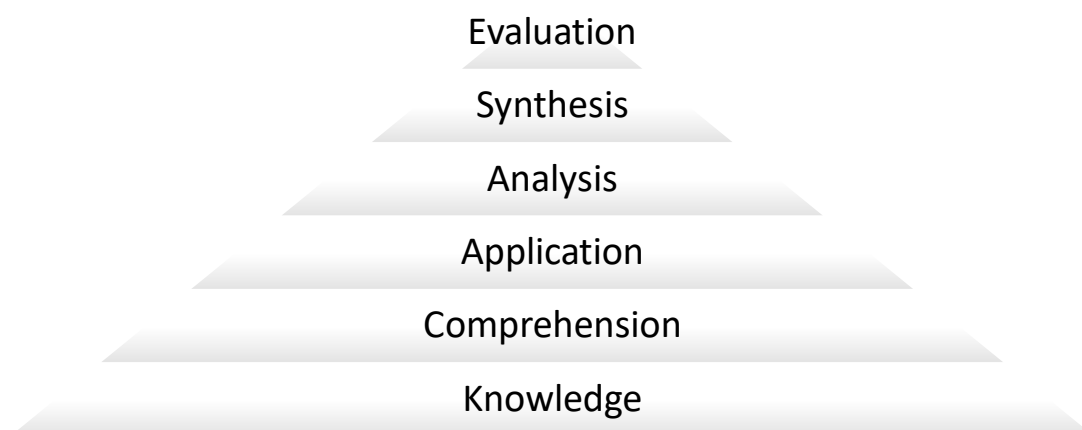 Evaluation
Synthesis
Analysis
Application
Comprehension
Knowledge